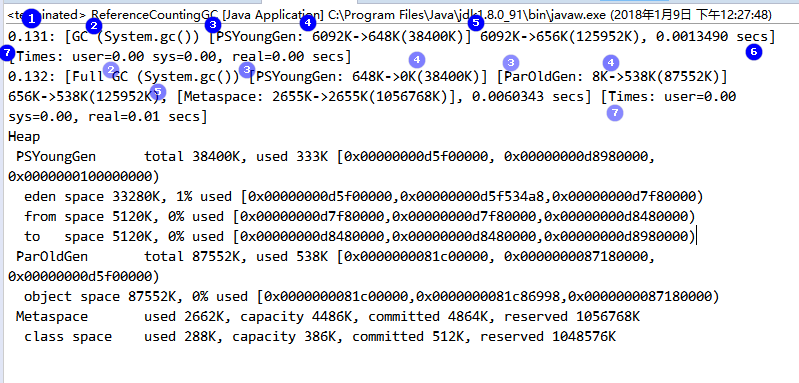 <terminated> ReferenceCountingGC [Java Application] C:\Program Files\Java\jdk1.8.0_91\bin\javaw.exe (2018年1月9日 下午12:27:48)
1 2 3 4 5
0.131: [GC (System.gc()) [PSYoungGen: 6092K->648K(38400K)] 6092K->656K(125952K), 0.0013490 secs]
7 4 6
[Times: user=0.00 sys=0.00, real=0.00 secs]
2 3 3 4
0.132: [Full GC (System.gc()) [PSYoungGen: 648K->0K(38400K)] [ParOldGen: 8K->538K(87552K)]
5
656K->538K(125952K), [Metaspace: 2655K->2655K(1056768K)], 0.0060343 secs] [Times: user=0.00
7
sys=0.00, real=0.01 secs]
Heap
PSYoungGen total 38400K, used 333K [0x00000000d5f00000, 0x00000000d8980000,
0x0000000100000000)
eden space 33280K, 1% used [0x00000000d5f00000,0x00000000d5f534a8,0x00000000d7f80000)
from space 5120K, 0% used [0x00000000d7f80000,0x00000000d7f80000,0x00000000d8480000)
to space 5120K, 0% used [0x00000000d8480000,0x00000000d8480000,0x00000000d8980000)
ParOldGen total 87552K, used 538K [0x0000000081c00000, 0x0000000087180000,
0x00000000d5f00000)
object space 87552K, 0% used [0x0000000081c00000,0x0000000081c86998,0x0000000087180000)
Metaspace used 2662K, capacity 4486K, committed 4864K, reserved 1056768K
class space used 288K, capacity 386K, committed 512K, reserved 1048576K